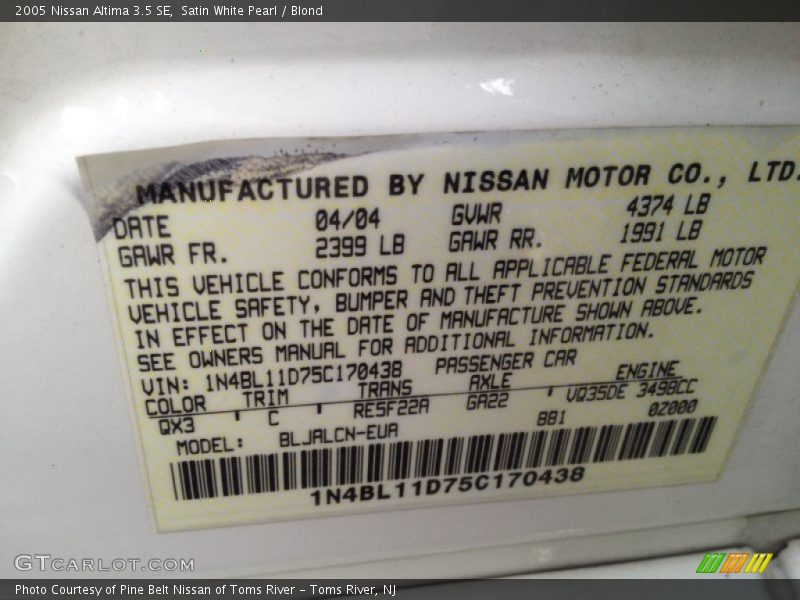 2005 Nissan Altima 3.5 SE, Satin White Pearl / Blond
MANUFACTURED BY NISSAN MOTOR CO., LTD.
DATE 04/04 GVWR 4374 LB
GAWR FR. 2399 LB GAWR RR. 1991 LB
THIS VEHICLE CONFORMS TO ALL APPLICABLE FEDERAL MOTOR
VEHICLE SAFETY, BUMPER AND THEFT PREVENTION STANDARDS
IN EFFECT ON THE DATE OF MANUFACTURE SHOWN ABOVE.
SEE OWNERS MANUAL FOR ADDITIONAL INFORMATION.
VIN: 1N4BL11D75C170438 PASSENGER CAR
COLOR TRIM TRANS AXLE ENGINE
QX3 C RE5F22A GA22 VQ35DE 3498CC
MODEL: BLJALCN-EUA BB1 0Z000
1N4BL11D75C170438
GTCARLOT.COM
Photo Courtesy of Pine Belt Nissan of Toms River – Toms River, NJ